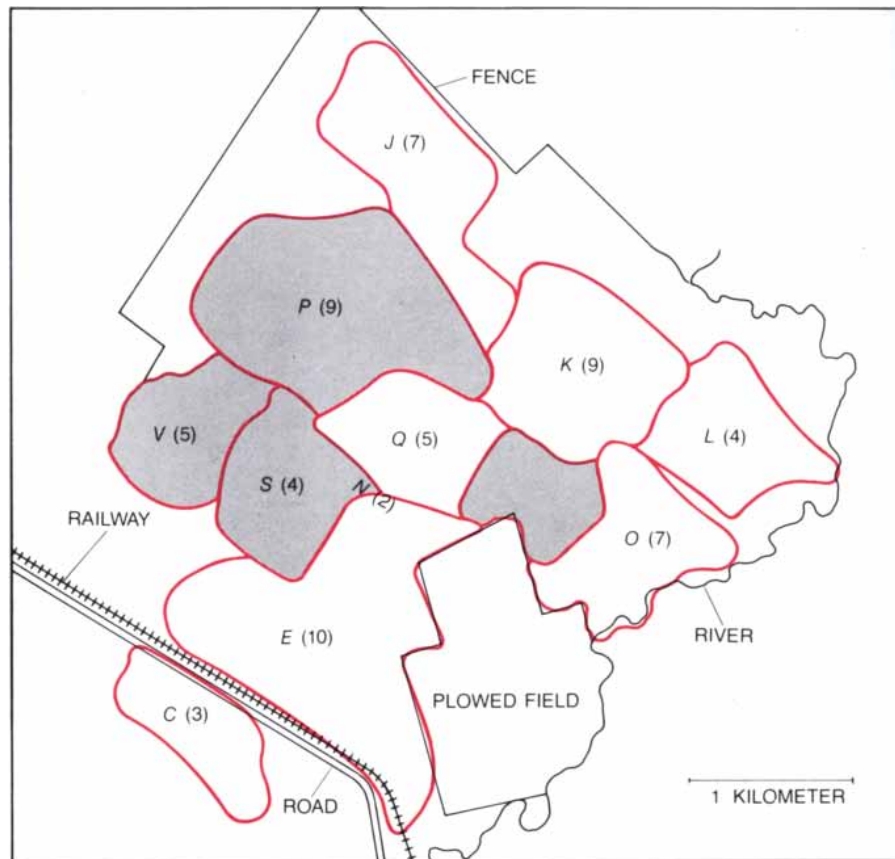 FENCE
J (7)
P (9)
K (9)
V (5)
Q (5)
L (4)
S (4)
N (2)
RAILWAY
O (7)
RIVER
E (10)
PLOWED FIELD
C (3)
ROAD
1 KILOMETER